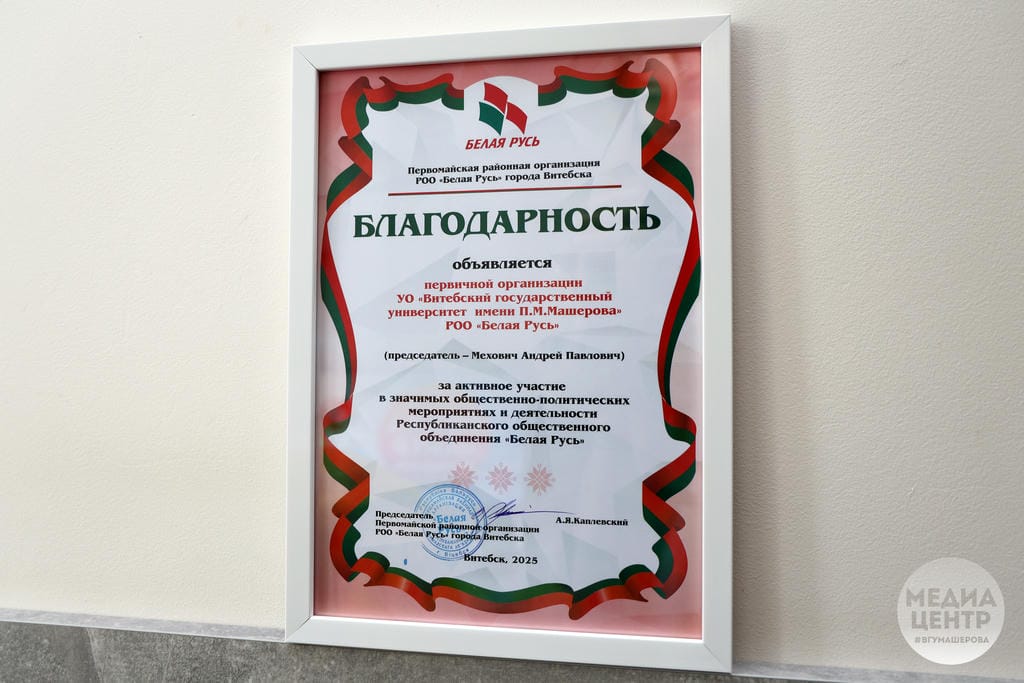 БЕЛАЯ РУСЬ
Первомайская районная организация
РОО «Белая Русь» города Витебска
БЛАГОДАРНОСТЬ
объявляется
первичной организации
УО «Витебский государственный
университет имени П.М.Машерова»
РОО «Белая Русь»
(председатель – Мехович Андрей Павлович)
за активное участие
в значимых общественно-политических
мероприятиях и деятельности
Республиканского общественного
объединения «Белая Русь»
Председатель
Первомайской районной организации
РОО «Белая Русь» города Витебска
А.Я.Каплевский
Белая
Русь
Витебск, 2025
МЕДИА
ЦЕНТР
#ВГУМАШЕРОВА